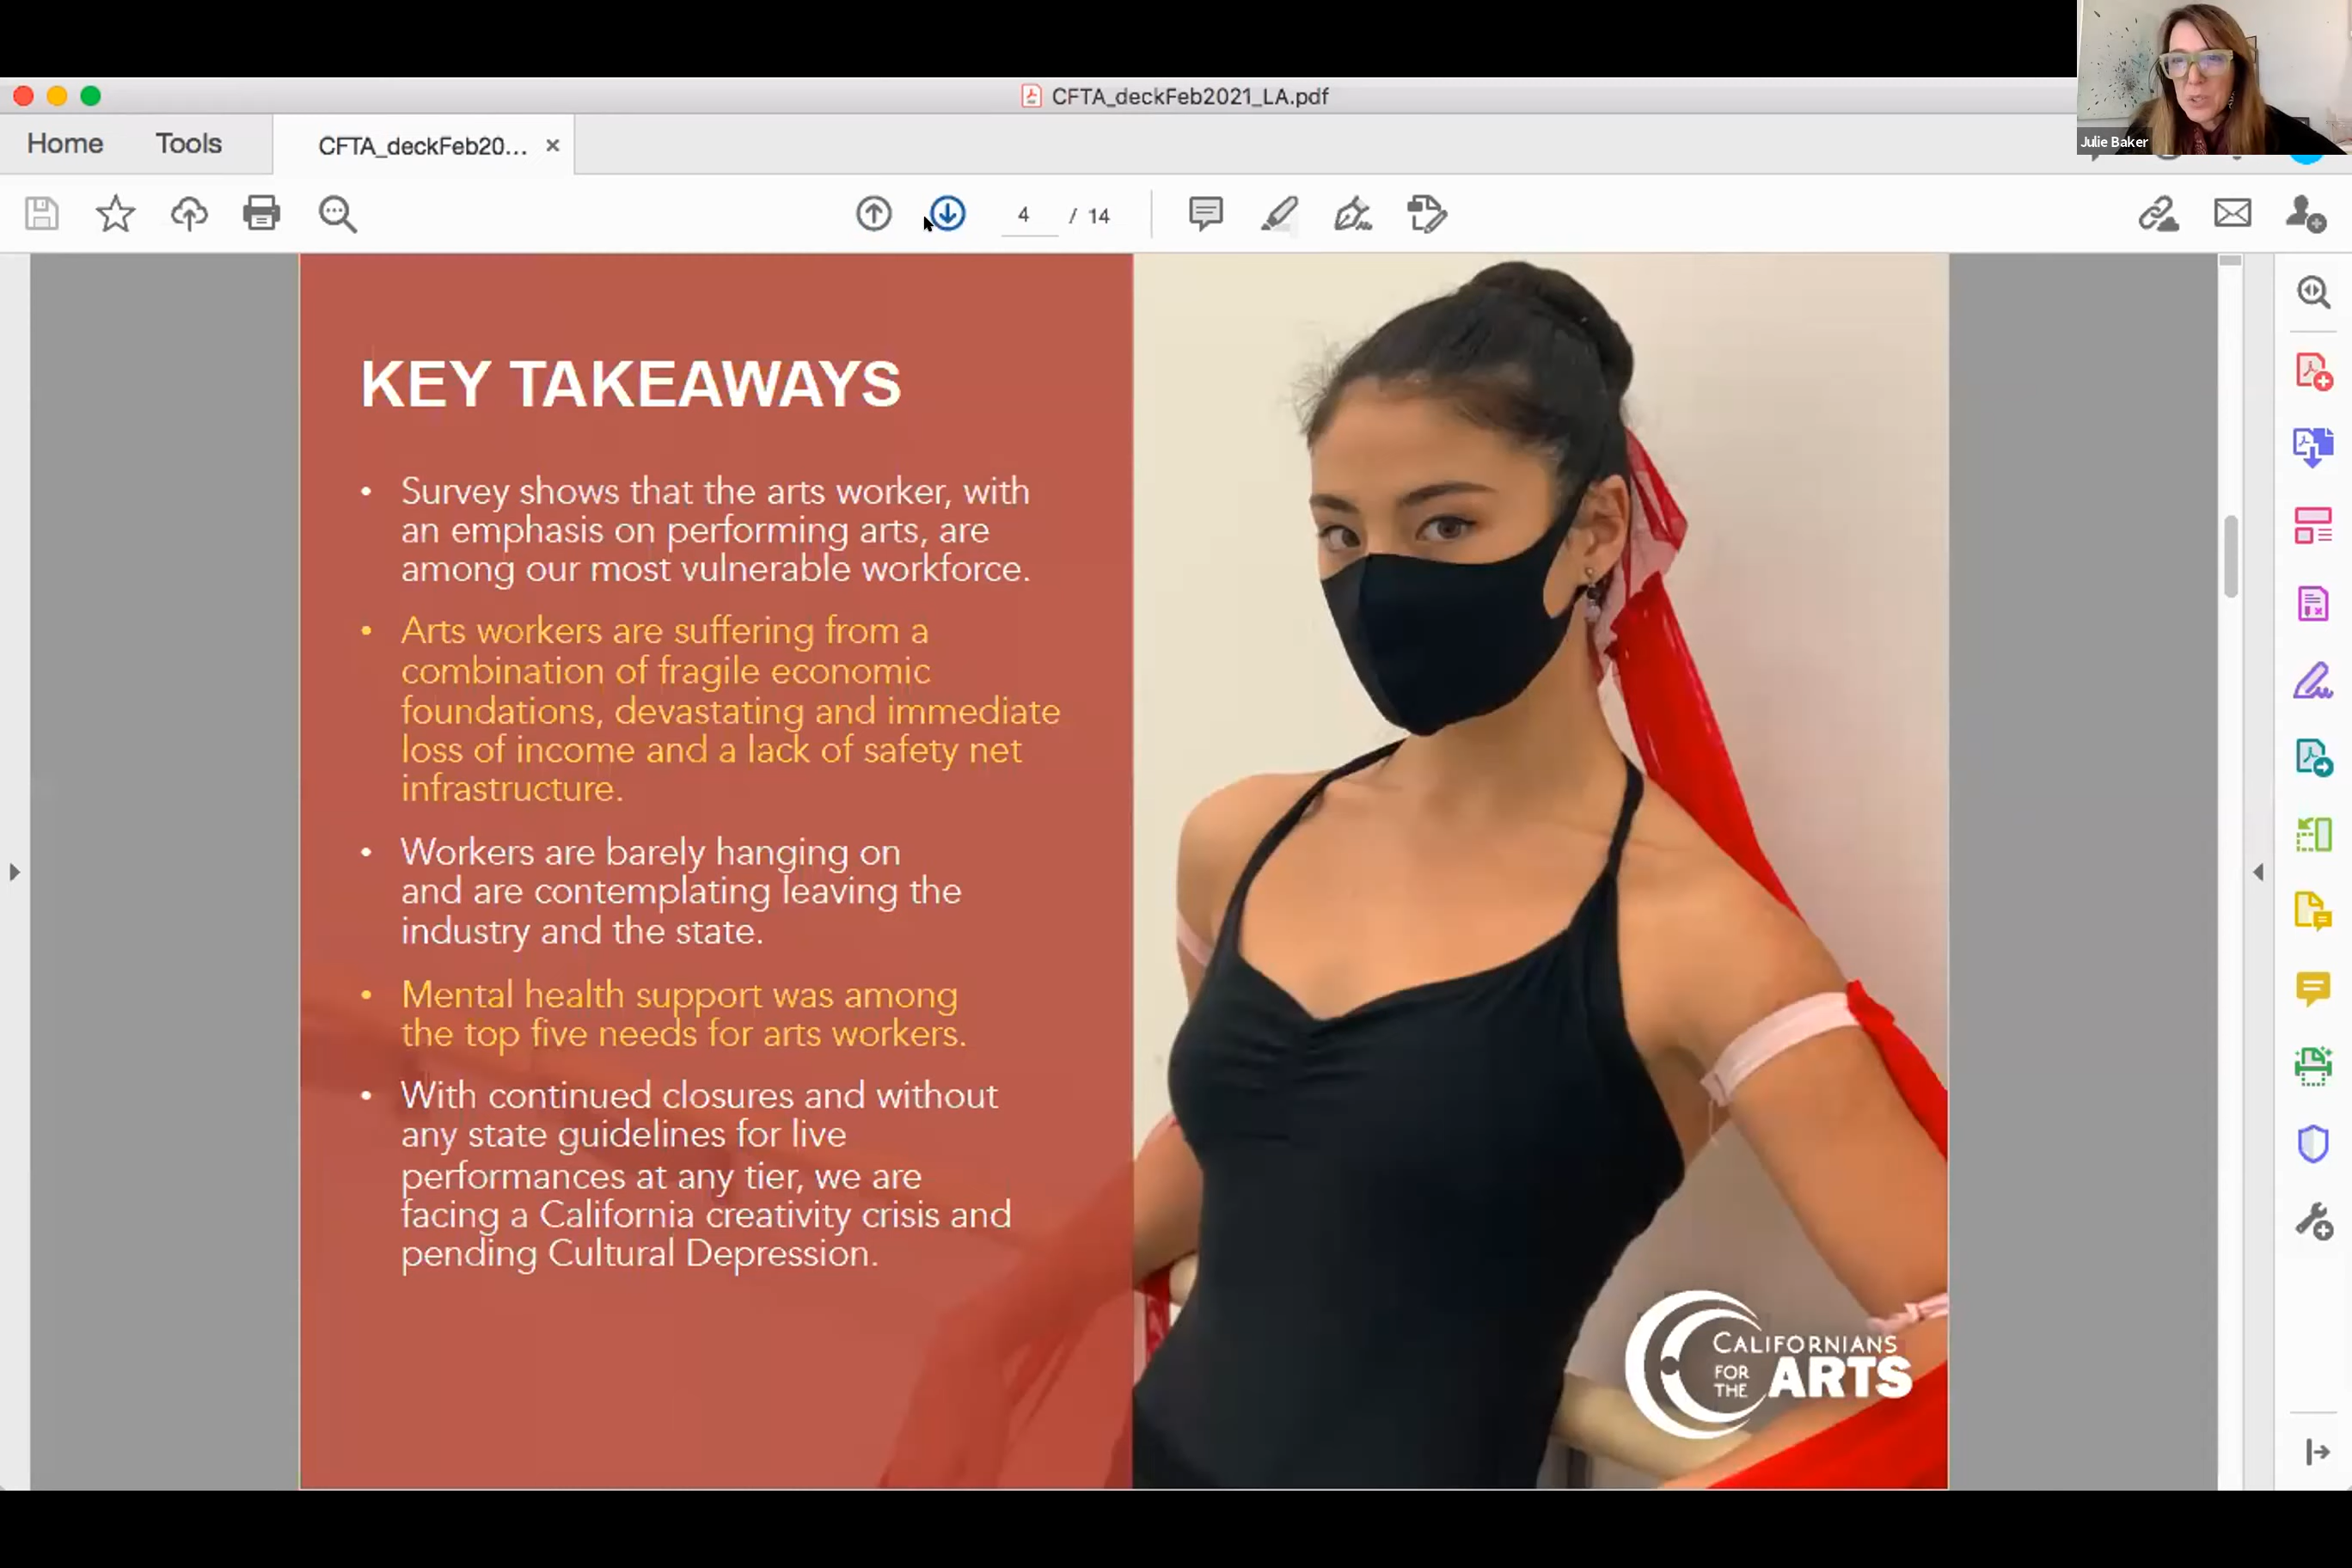 CFTA_deckFeb2021_LA.pdf
Julie Baker
Home
Tools
CFTA_deckFeb20...
4
/ 14
KEY TAKEAWAYS
• Survey shows that the arts worker, with
an emphasis on performing arts, are
among our most vulnerable workforce.
• Arts workers are suffering from a
combination of fragile economic
foundations, devastating and immediate
loss of income and a lack of safety net
infrastructure.
• Workers are barely hanging on
and are contemplating leaving the
industry and the state.
• Mental health support was among
the top five needs for arts workers.
• With continued closures and without
any state guidelines for live
performances at any tier, we are
facing a California creativity crisis and
pending Cultural Depression.
CALIFORNIANS
FOR
THE
ARTS